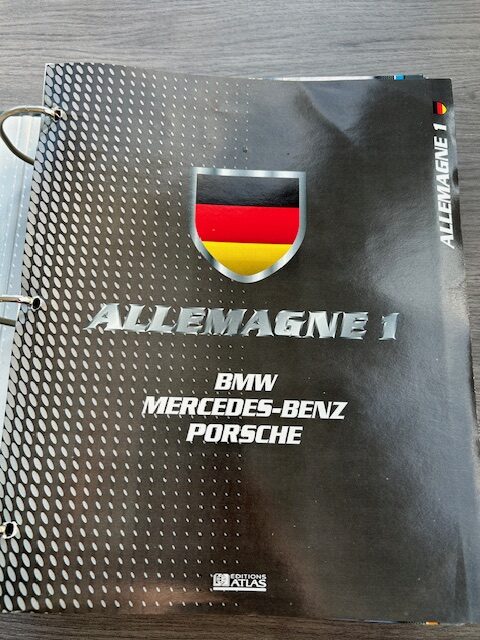 ALLEMAGNE 1
ALLEMAGNE 1
BMW
MERCEDES-BENZ
PORSCHE
EDITIONS
ATLAS